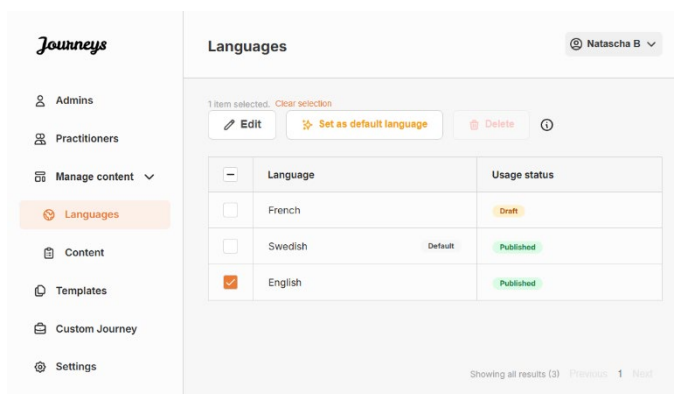 Journeys
Languages
Natascha B
Admins
Practitioners
Manage content
Languages
Content
Templates
Custom Journey
Settings
1 item selected. Clear selection
Edit
Set as default language
Delete
Language Usage status
French Draft
Swedish Default Published
English Published
Showing all results (3) Previous 1 Next